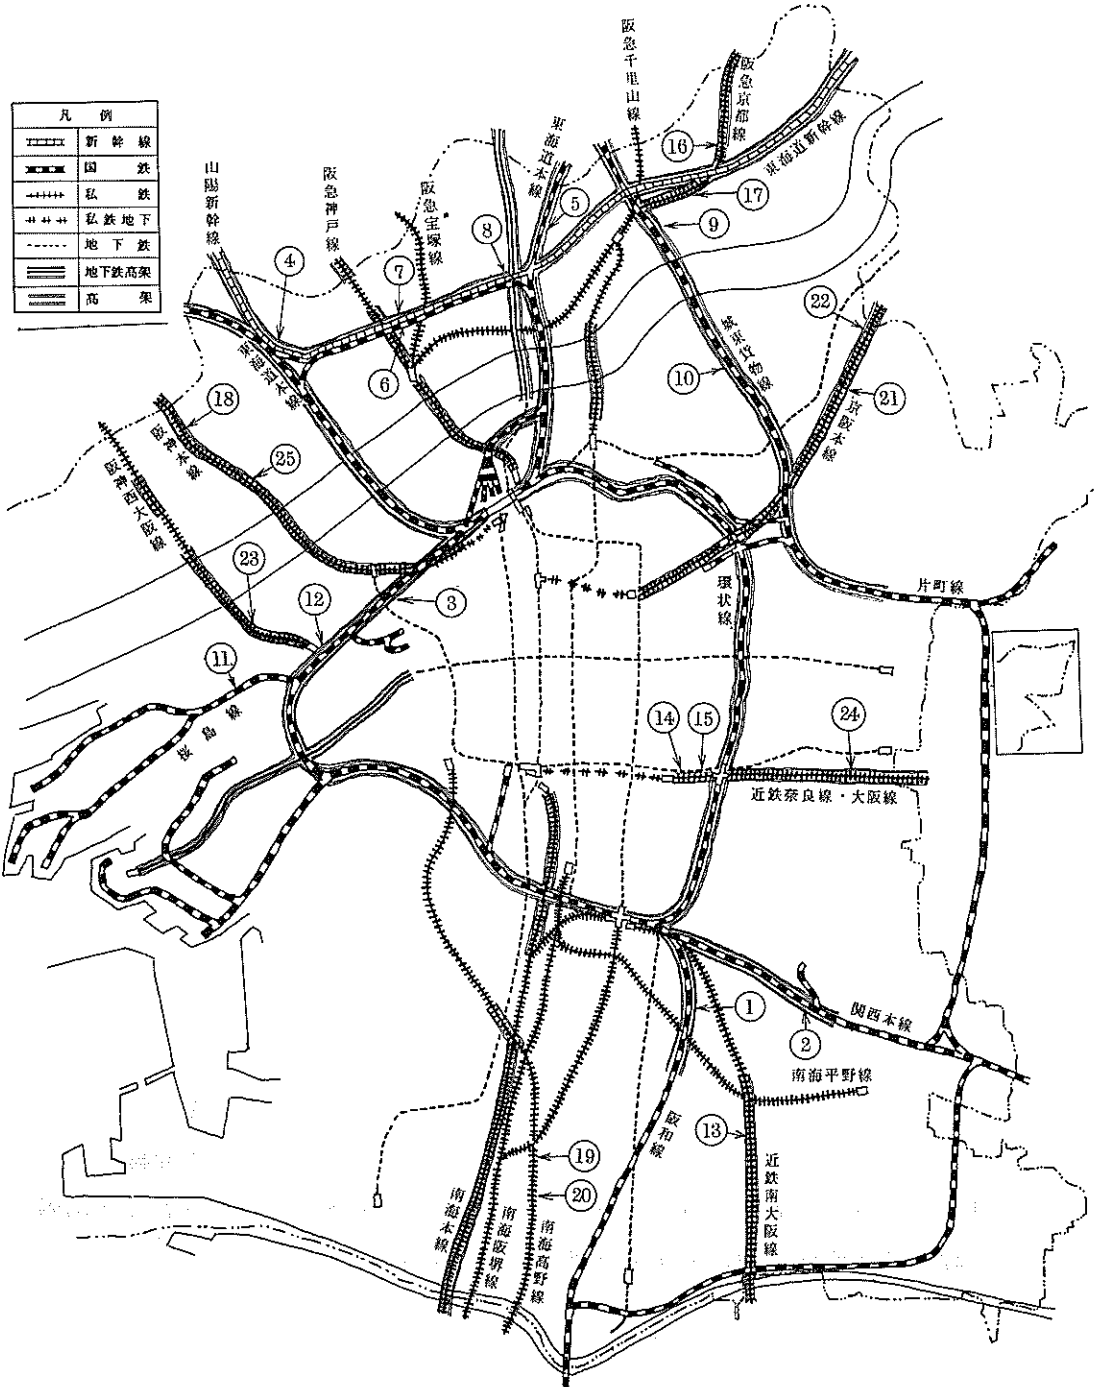 凡例
新幹線
国鉄
私鉄
私鉄地下
地下鉄
地下鉄高架
高架
山陽新幹線
阪急神戸線
阪急宝塚線
東海道本線
阪急千里山線
阪急京都線
東海道新幹線
16
17
5
9
8
4
7
6
22
東海道本線
城東貨物線
10
21
京阪本線
18
阪神本線
25
阪神西大阪線
23
12
3
環状線
片町線
11
桜島線
14
15
24
近鉄奈良線・大阪線
1
2
関西本線
南海平野線
阪和線
13
近鉄南大阪線
19
20
南海本線
南海阪堺線
南海高野線